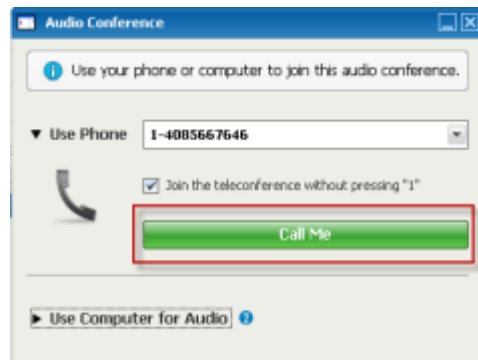 Audio Conference
Use your phone or computer to join this audio conference.
Use Phone
1-4085667646
Join the teleconference without pressing "1"
Call Me
Use Computer for Audio